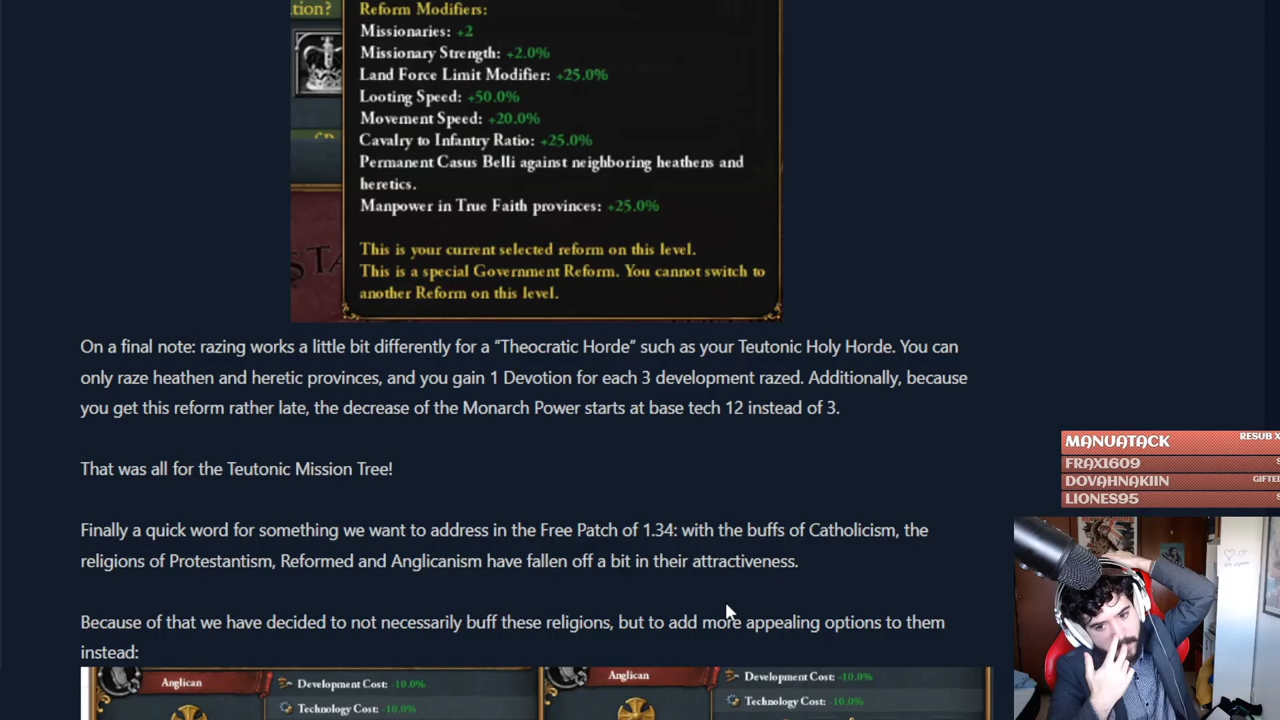 tion?
Reform Modifiers:
Missionaries: +2
Missionary Strength: +2.0%
Land Force Limit Modifier: +25.0%
Looting Speed: +50.0%
Movement Speed: +20.0%
Cavalry to Infantry Ratio: +25.0%
Permanent Casus Belli against neighboring heathens and
heretics.
Manpower in True Faith provinces: +25.0%
This is your current selected reform on this level.
This is a special Government Reform. You cannot switch to
another Reform on this level.
On a final note: razing works a little bit differently for a “Theocratic Horde” such as your Teutonic Holy Horde. You can
only raze heathen and heretic provinces, and you gain 1 Devotion for each 3 development razed. Additionally, because
you get this reform rather late, the decrease of the Monarch Power starts at base tech 12 instead of 3.
That was all for the Teutonic Mission Tree!
Finally a quick word for something we want to address in the Free Patch of 1.34: with the buffs of Catholicism, the
religions of Protestantism, Reformed and Anglicanism have fallen off a bit in their attractiveness.
Because of that we have decided to not necessarily buff these religions, but to add more appealing options to them
instead:
Anglican
Development Cost: -10.0%
Technology Cost: -10.0%
Anglican
Development Cost: -10.0%
Technology Cost: -10.0%
MANUATACK RESUB X
FRAX1609
DOVAHNAKIIN GIFTED
LIONES95